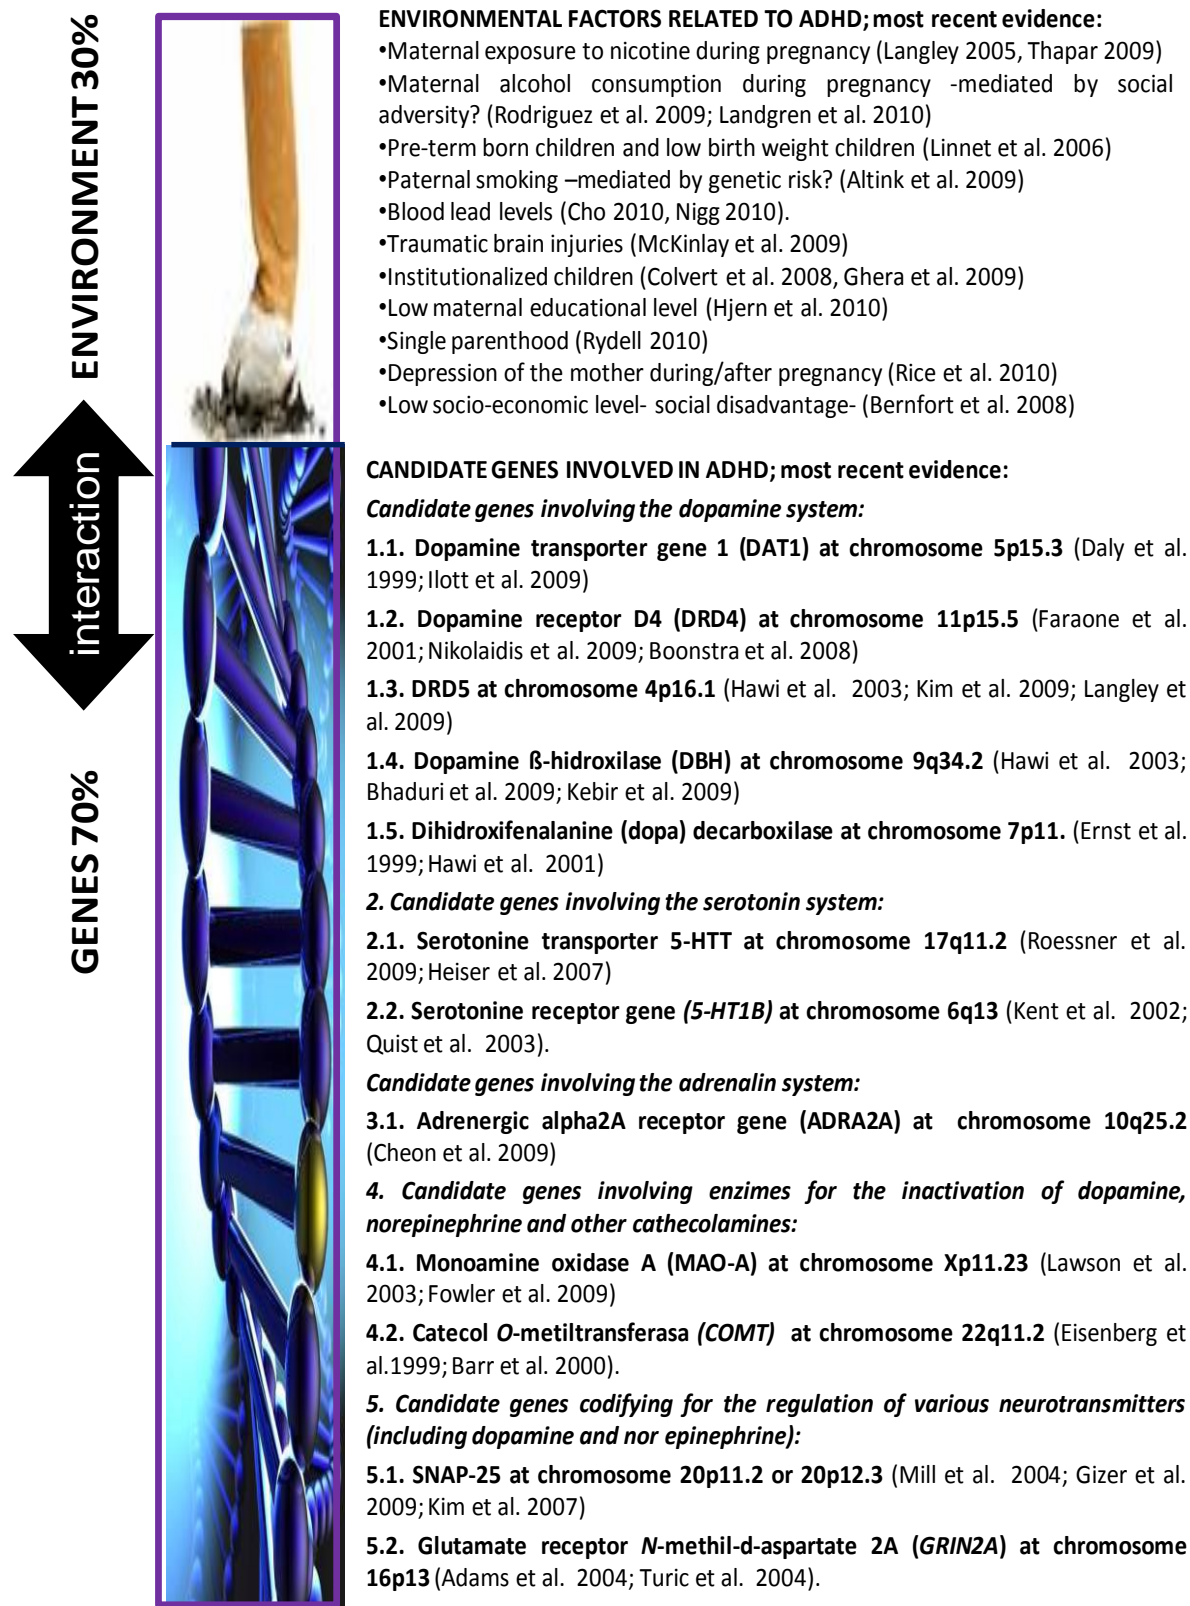 ENVIRONMENT 30%
interaction
GENES 70%
ENVIRONMENTAL FACTORS RELATED TO ADHD; most recent evidence:
•Maternal exposure to nicotine during pregnancy (Langley 2005, Thapar 2009)
•Maternal alcohol consumption during pregnancy -mediated by social
adversity? (Rodriguez et al. 2009; Landgren et al. 2010)
•Pre-term born children and low birth weight children (Linnet et al. 2006)
•Paternal smoking –mediated by genetic risk? (Altink et al. 2009)
•Blood lead levels (Cho 2010, Nigg 2010).
•Traumatic brain injuries (McKinlay et al. 2009)
•Institutionalized children (Colvert et al. 2008, Ghera et al. 2009)
•Low maternal educational level (Hjern et al. 2010)
•Single parenthood (Rydell 2010)
•Depression of the mother during/after pregnancy (Rice et al. 2010)
•Low socio-economic level- social disadvantage- (Bernfort et al. 2008)
CANDIDATE GENES INVOLVED IN ADHD; most recent evidence:
Candidate genes involving the dopamine system:
1.1. Dopamine transporter gene 1 (DAT1) at chromosome 5p15.3 (Daly et al.
1999; Ilott et al. 2009)
1.2. Dopamine receptor D4 (DRD4) at chromosome 11p15.5 (Faraone et al.
2001; Nikolaidis et al. 2009; Boonstra et al. 2008)
1.3. DRD5 at chromosome 4p16.1 (Hawi et al. 2003; Kim et al. 2009; Langley et
al. 2009)
1.4. Dopamine ß-hidroxilase (DBH) at chromosome 9q34.2 (Hawi et al. 2003;
Bhaduri et al. 2009; Kebir et al. 2009)
1.5. Dihidroxifenalanine (dopa) decarboxilase at chromosome 7p11. (Ernst et al.
1999; Hawi et al. 2001)
2. Candidate genes involving the serotonin system:
2.1. Serotonine transporter 5-HTT at chromosome 17q11.2 (Roessner et al.
2009; Heiser et al. 2007)
2.2. Serotonine receptor gene (5-HT1B) at chromosome 6q13 (Kent et al. 2002;
Quist et al. 2003).
Candidate genes involving the adrenalin system:
3.1. Adrenergic alpha2A receptor gene (ADRA2A) at chromosome 10q25.2
(Cheon et al. 2009)
4. Candidate genes involving enzimes for the inactivation of dopamine,
norepinephrine and other cathecolamines:
4.1. Monoamine oxidase A (MAO-A) at chromosome Xp11.23 (Lawson et al.
2003; Fowler et al. 2009)
4.2. Catecol O-metiltransferasa (COMT) at chromosome 22q11.2 (Eisenberg et
al.1999; Barr et al. 2000).
5. Candidate genes codifying for the regulation of various neurotransmitters
(including dopamine and nor epinephrine):
5.1. SNAP-25 at chromosome 20p11.2 or 20p12.3 (Mill et al. 2004; Gizer et al.
2009; Kim et al. 2007)
5.2. Glutamate receptor N-methil-d-aspartate 2A (GRIN2A) at chromosome
16p13 (Adams et al. 2004; Turic et al. 2004).